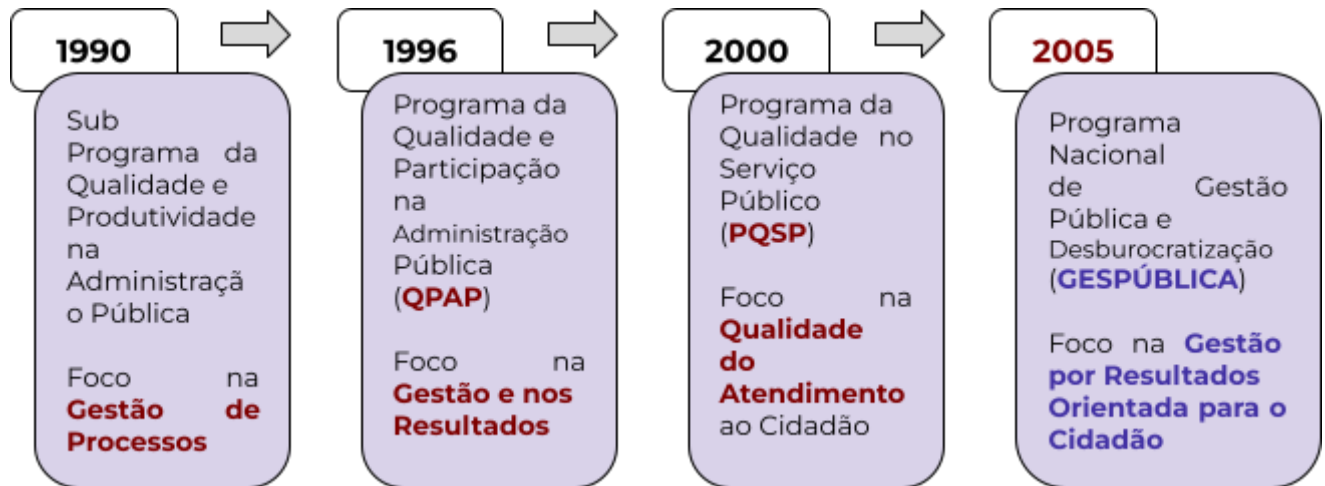 1990
Sub
Programa da
Qualidade e
Produtividade
na
Administraçã
o Pública
Foco na
Gestão de
Processos
1996
Programa da
Qualidade e
Participação
na
Administração
Pública
(QPAP)
Foco na
Gestão e nos
Resultados
2000
Programa da
Qualidade no
Serviço
Público
(PQSP)
Foco na
Qualidade
do
Atendimento
ao Cidadão
2005
Programa
Nacional
de Gestão
Pública e
Desburocratização
(GESPÚBLICA)
Foco na Gestão
por Resultados
Orientada para o
Cidadão